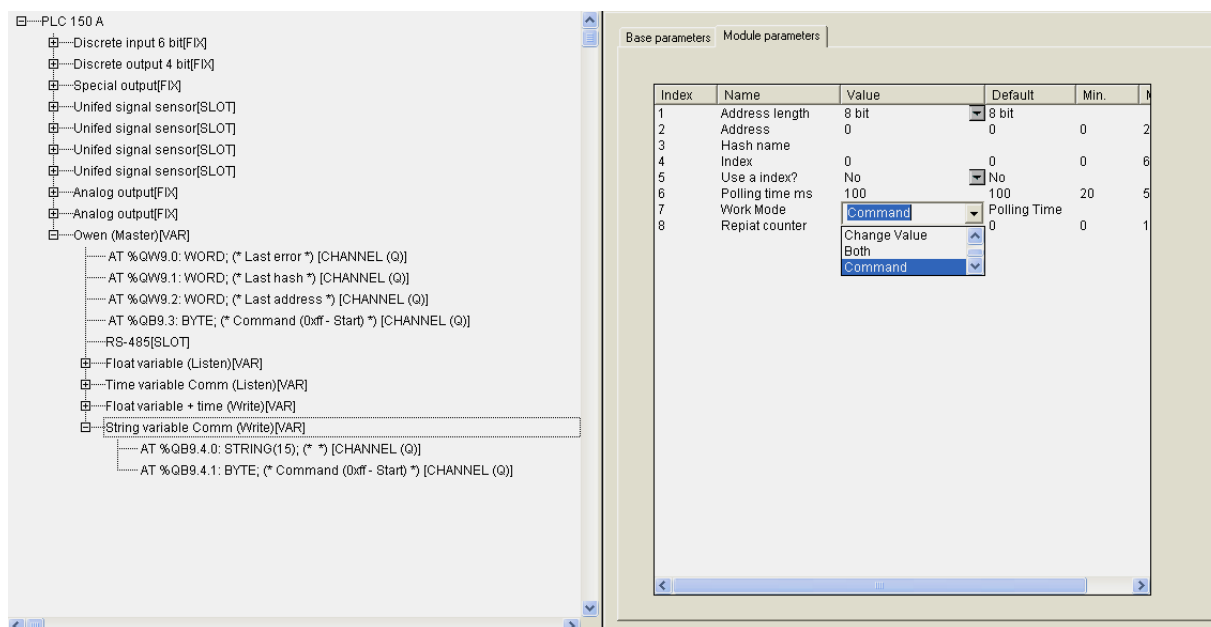 PLC 150 A
Discrete input 6 bit[FIX]
Discrete output 4 bit[FIX]
Special output[FIX]
Unifed signal sensor[SLOT]
Unifed signal sensor[SLOT]
Unifed signal sensor[SLOT]
Unifed signal sensor[SLOT]
Analog output[FIX]
Analog output[FIX]
Owen (Master)[VAR]
AT %QW9.0: WORD; (* Last error *) [CHANNEL (Q)]
AT %QW9.1: WORD; (* Last hash *) [CHANNEL (Q)]
AT %QW9.2: WORD; (* Last address *) [CHANNEL (Q)]
AT %QB9.3: BYTE; (* Command (0xff - Start) *) [CHANNEL (Q)]
RS-485[SLOT]
Float variable (Listen)[VAR]
Time variable Comm (Listen)[VAR]
Float variable + time (Write)[VAR]
String variable Comm (Write)[VAR]
AT %QB9.4.0: STRING(15); (* *) [CHANNEL (Q)]
AT %QB9.4.1: BYTE; (* Command (0xff - Start) *) [CHANNEL (Q)]
Base parameters Module parameters
Index Name Value Default Min.
1 Address length 8 bit 8 bit
2 Address 0 0 0 2
3 Hash name
4 Index 0 0 0 6
5 Use a index? No No
6 Polling time ms 100 100 20 5
7 Work Mode Command Polling Time
8 Repiat counter 0 0 1
Change Value
Both
Command